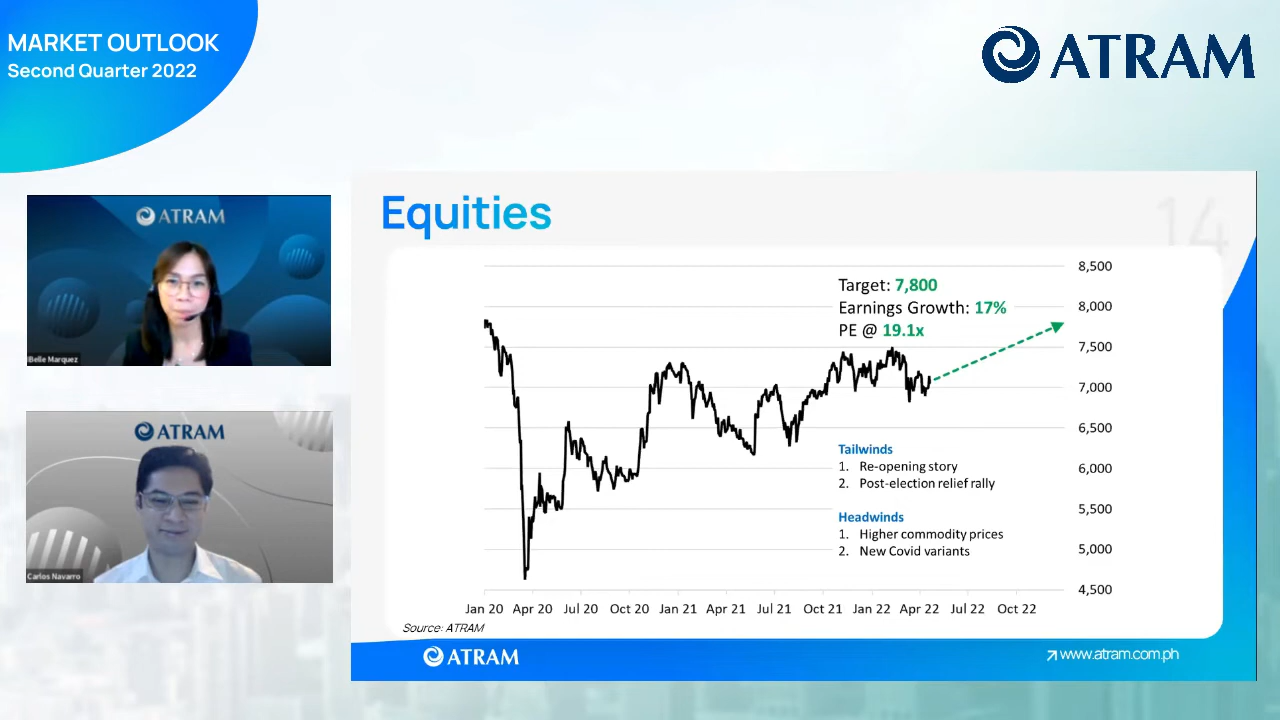 MARKET OUTLOOK
Second Quarter 2022
ATRAM
ATRAM
Belle Marquez
ATRAM
Carlos Navarro
Equities
14
Target: 7,800
Earnings Growth: 17%
PE @ 19.1x
Tailwinds
1. Re-opening story
2. Post-election relief rally
Headwinds
1. Higher commodity prices
2. New Covid variants
8,500
8,000
7,500
7,000
6,500
6,000
5,500
5,000
4,500
Jan 20 Apr 20 Jul 20 Oct 20 Jan 21 Apr 21 Jul 21 Oct 21 Jan 22 Apr 22 Jul 22 Oct 22
Source: ATRAM
ATRAM
www.atram.com.ph